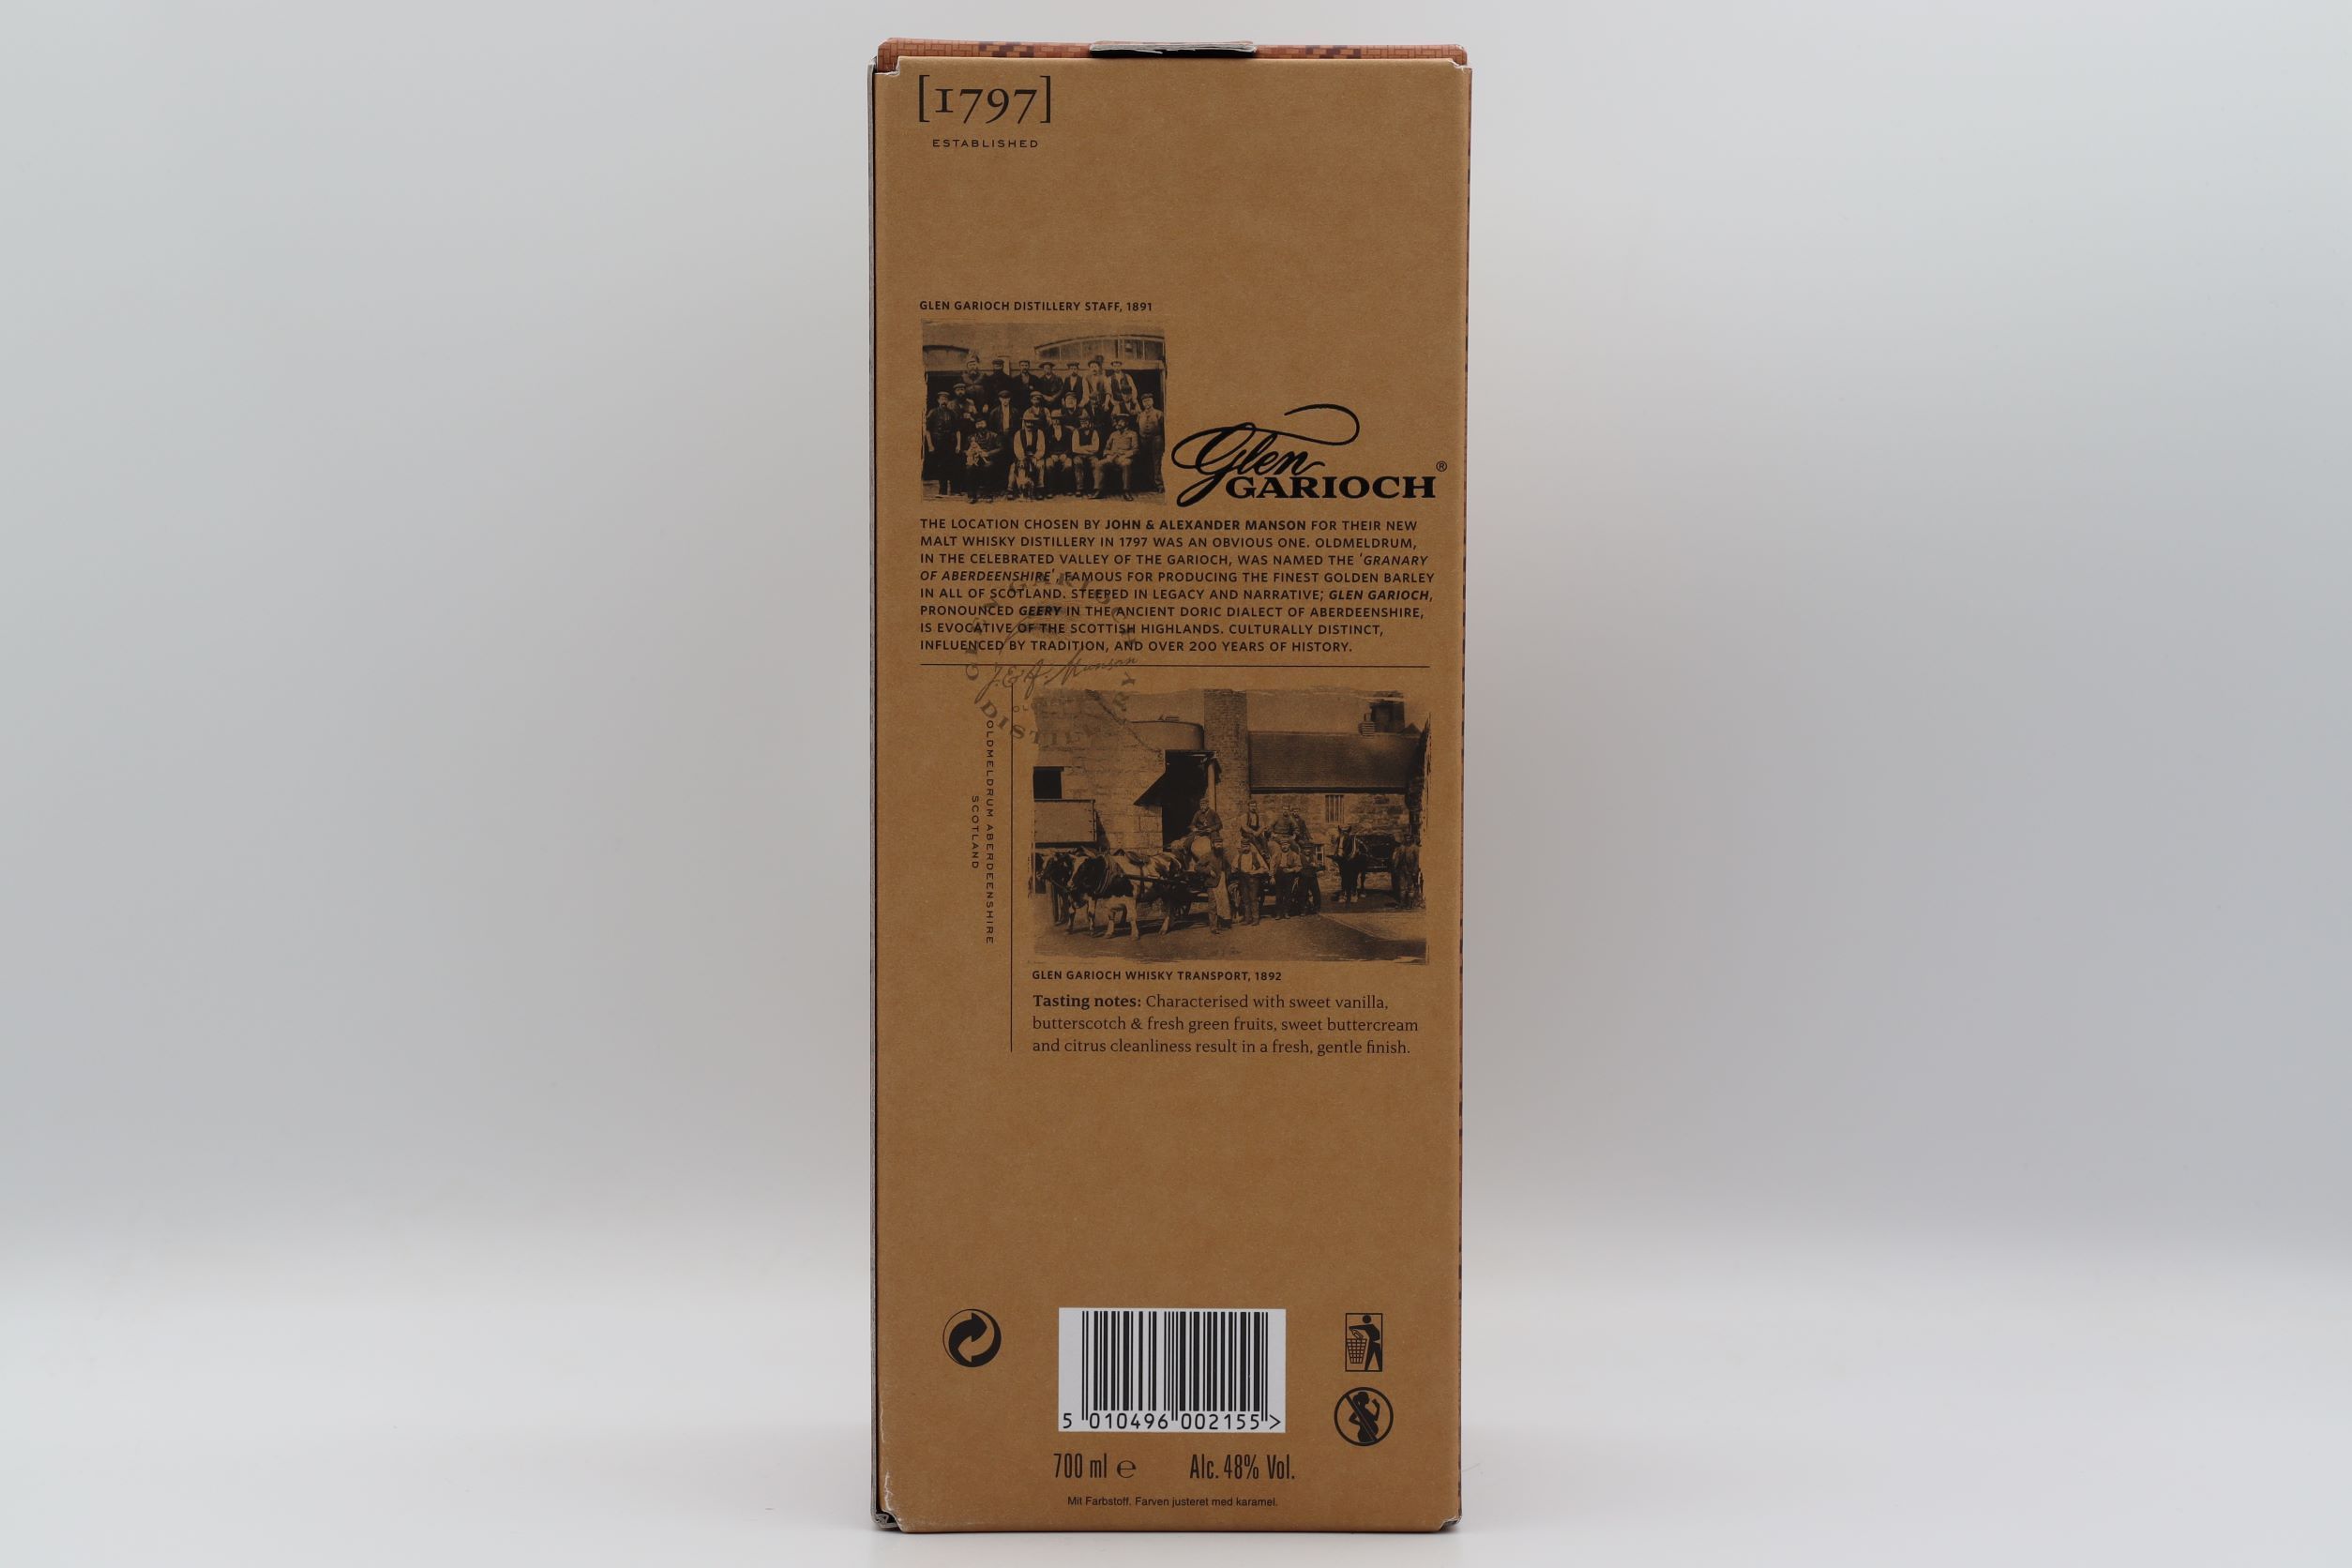 [1797]
ESTABLISHED
GLEN GARIOCH DISTILLERY STAFF, 1891
Glen
GARIOCH®
THE LOCATION CHOSEN BY JOHN & ALEXANDER MANSON FOR THEIR NEW
MALT WHISKY DISTILLERY IN 1797 WAS AN OBVIOUS ONE. OLDMELDRUM,
IN THE CELEBRATED VALLEY OF THE GARIOCH, WAS NAMED THE 'GRANARY
OF ABERDEENSHIRE', FAMOUS FOR PRODUCING THE FINEST GOLDEN BARLEY
IN ALL OF SCOTLAND. STEEPED IN LEGACY AND NARRATIVE; GLEN GARIOCH,
PRONOUNCED GEERY IN THE ANCIENT DORIC DIALECT OF ABERDEENSHIRE,
IS EVOCATIVE OF THE SCOTTISH HIGHLANDS. CULTURALLY DISTINCT,
INFLUENCED BY TRADITION, AND OVER 200 YEARS OF HISTORY.
J. & A. Manson
OLDMELDRUM ABERDEENSHIRE
SCOTLAND
GLEN GARIOCH WHISKY TRANSPORT, 1892
Tasting notes: Characterised with sweet vanilla,
butterscotch & fresh green fruits, sweet buttercream
and citrus cleanliness result in a fresh, gentle finish.
5 010496 002155 >
700 ml ℮ Alc. 48% Vol.
Mit Farbstoff. Farven justeret med karamel.